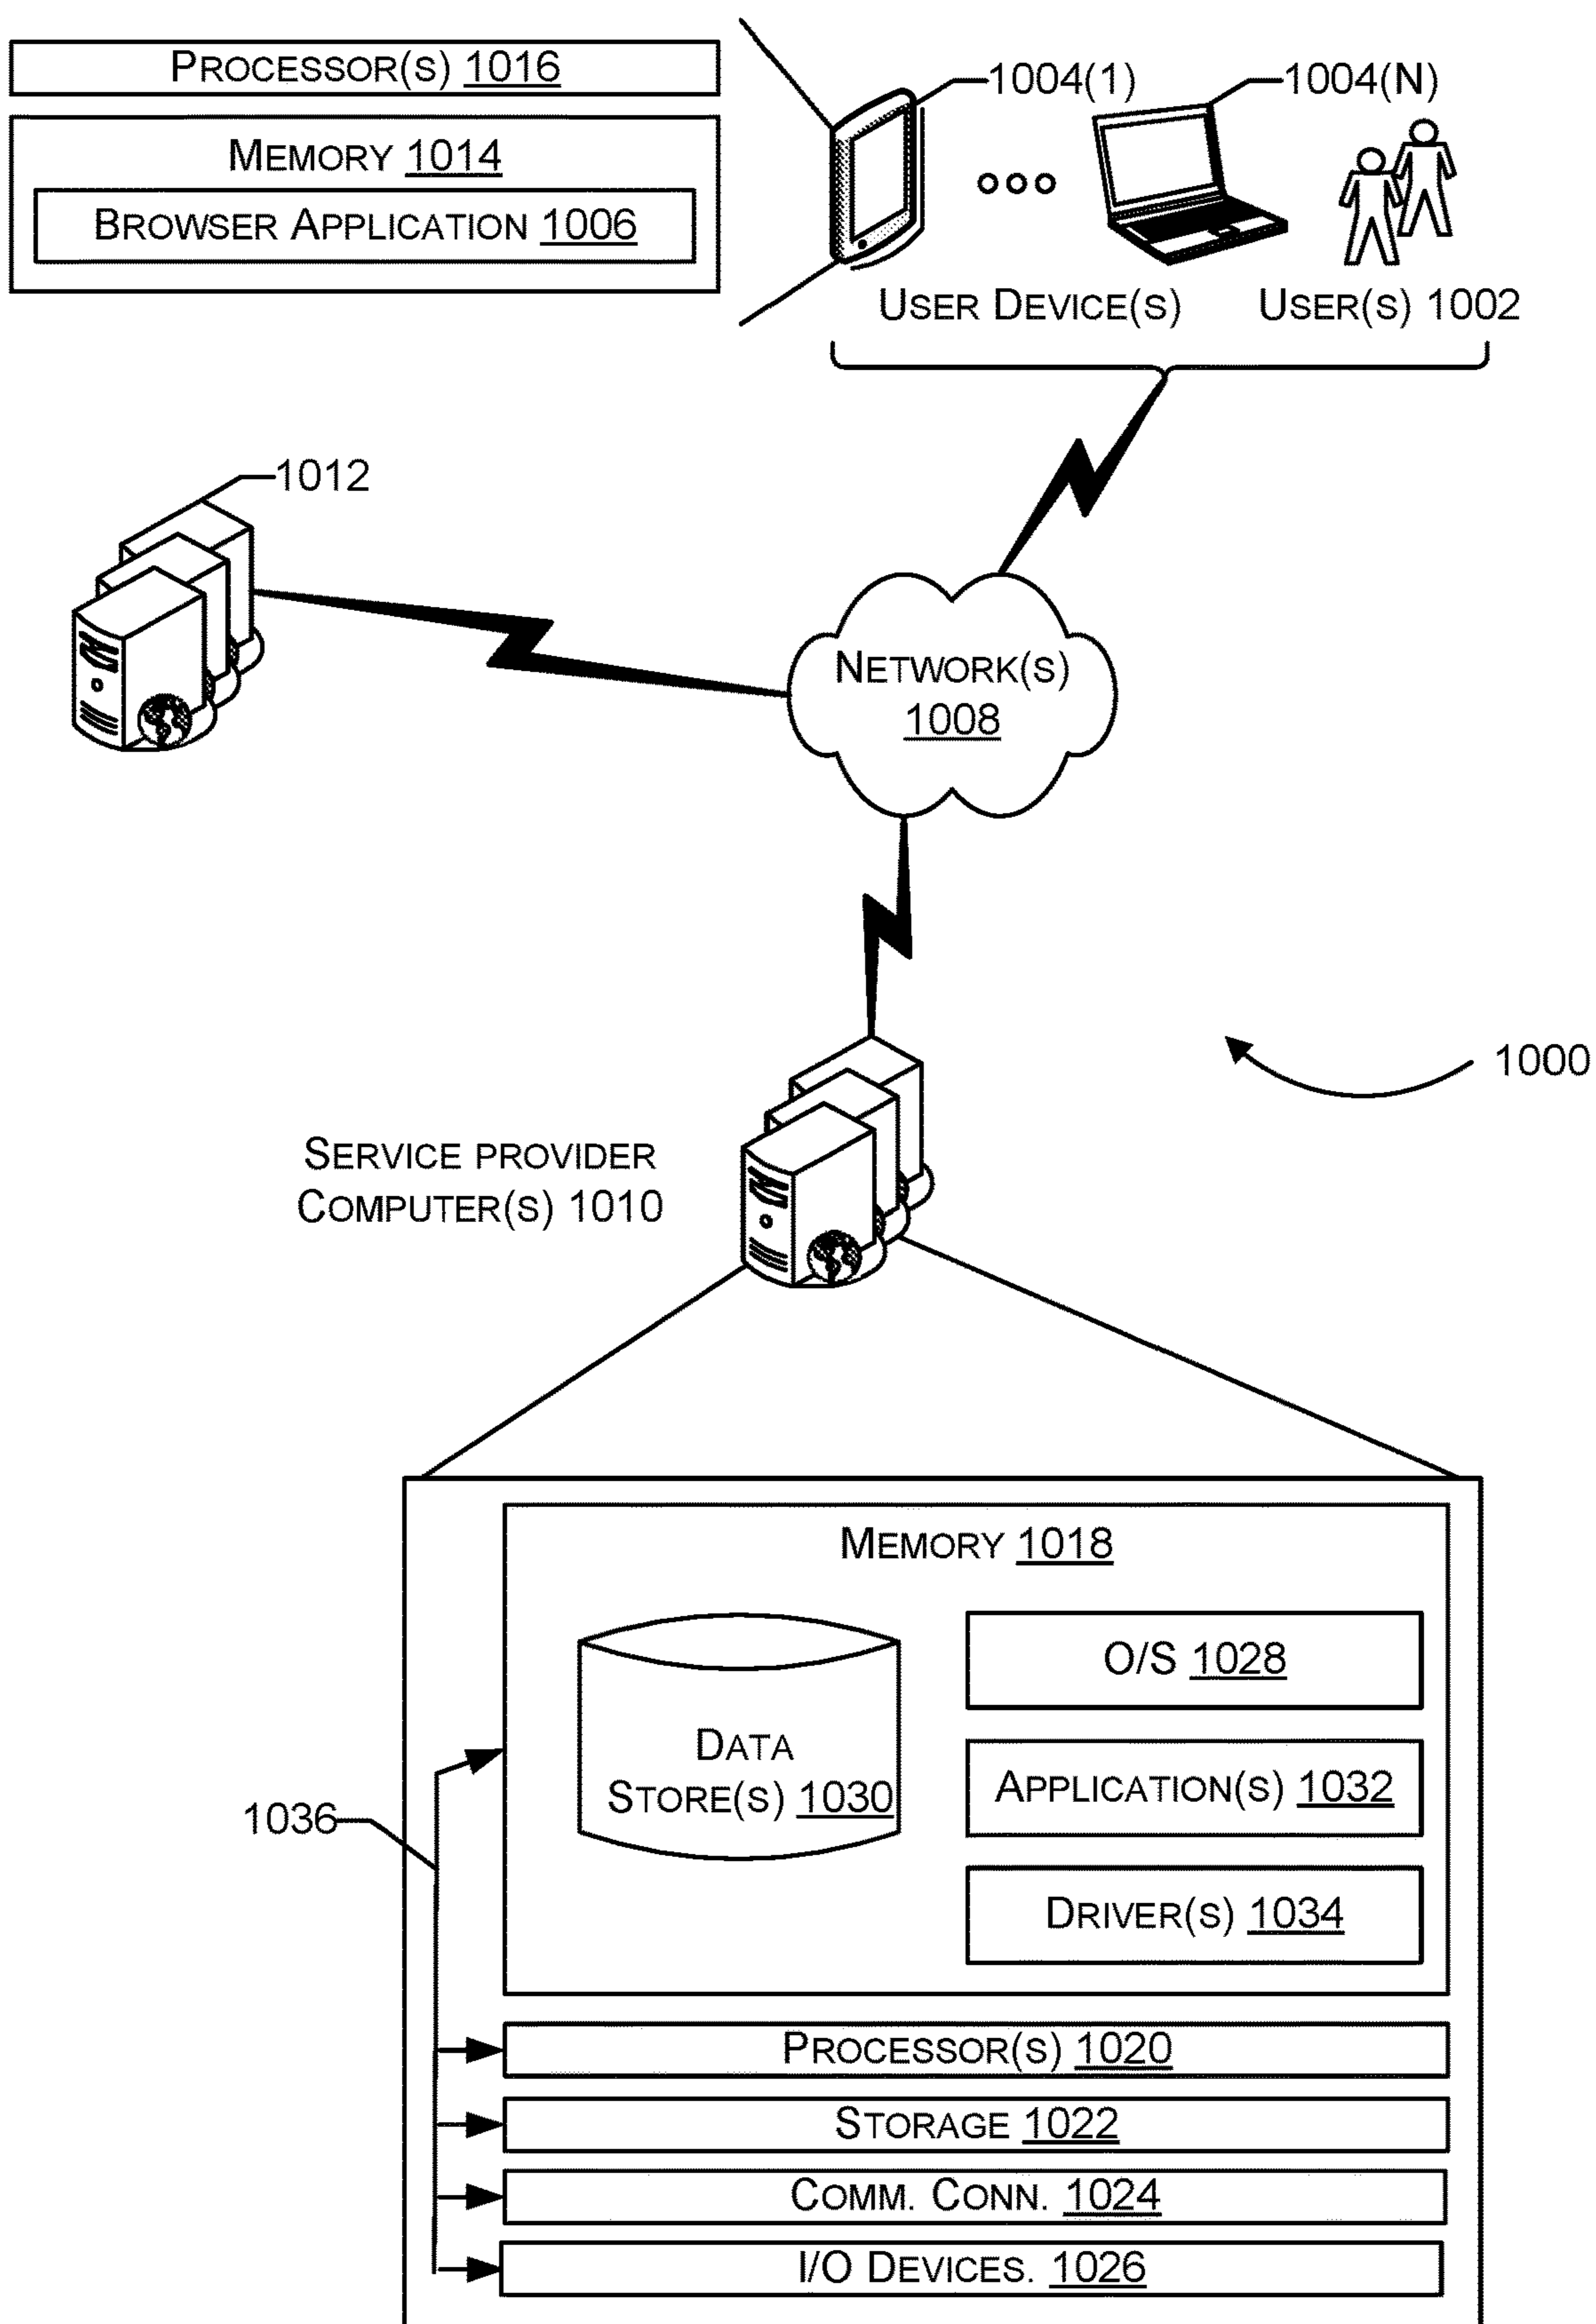 PROCESSOR(S) 1016
MEMORY 1014
BROWSER APPLICATION 1006
1004(1)
1004(N)
USER DEVICE(S)
USER(S) 1002
1012
NETWORK(S)
1008
1000
SERVICE PROVIDER
COMPUTER(S) 1010
MEMORY 1018
DATA
STORE(S) 1030
O/S 1028
APPLICATION(S) 1032
DRIVER(S) 1034
1036
PROCESSOR(S) 1020
STORAGE 1022
COMM. CONN. 1024
I/O DEVICES. 1026